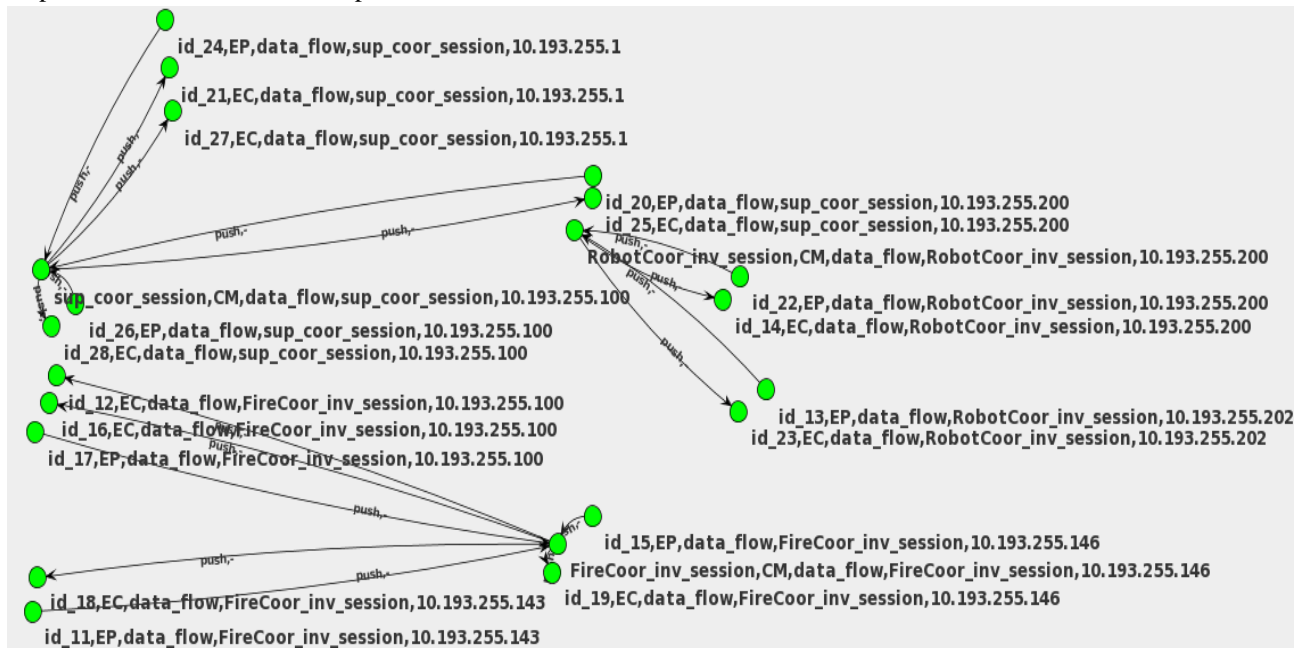 id_24,EP,data_flow,sup_coor_session,10.193.255.1
id_21,EC,data_flow,sup_coor_session,10.193.255.1
id_27,EC,data_flow,sup_coor_session,10.193.255.1
push,
push,-
push,-
id_20,EP,data_flow,sup_coor_session,10.193.255.200
id_25,EC,data_flow,sup_coor_session,10.193.255.200
push,-
push,-
push,-
RobotCoor_inv_session,CM,data_flow,RobotCoor_inv_session,10.193.255.200
push,-
push,
id_22,EP,data_flow,RobotCoor_inv_session,10.193.255.200
id_14,EC,data_flow,RobotCoor_inv_session,10.193.255.200
sup_coor_session,CM,data_flow,sup_coor_session,10.193.255.100
push,-
id_26,EP,data_flow,sup_coor_session,10.193.255.100
id_28,EC,data_flow,sup_coor_session,10.193.255.100
push,-
id_12,EC,data_flow,FireCoor_inv_session,10.193.255.100
id_13,EP,data_flow,RobotCoor_inv_session,10.193.255.202
id_16,EC,data_flow,FireCoor_inv_session,10.193.255.100
id_23,EC,data_flow,RobotCoor_inv_session,10.193.255.202
push,-
id_17,EP,data_flow,FireCoor_inv_session,10.193.255.100
push,-
id_15,EP,data_flow,FireCoor_inv_session,10.193.255.146
push,-
FireCoor_inv_session,CM,data_flow,FireCoor_inv_session,10.193.255.146
push,-
id_18,EC,data_flow,FireCoor_inv_session,10.193.255.143
id_19,EC,data_flow,FireCoor_inv_session,10.193.255.146
id_11,EP,data_flow,FireCoor_inv_session,10.193.255.143